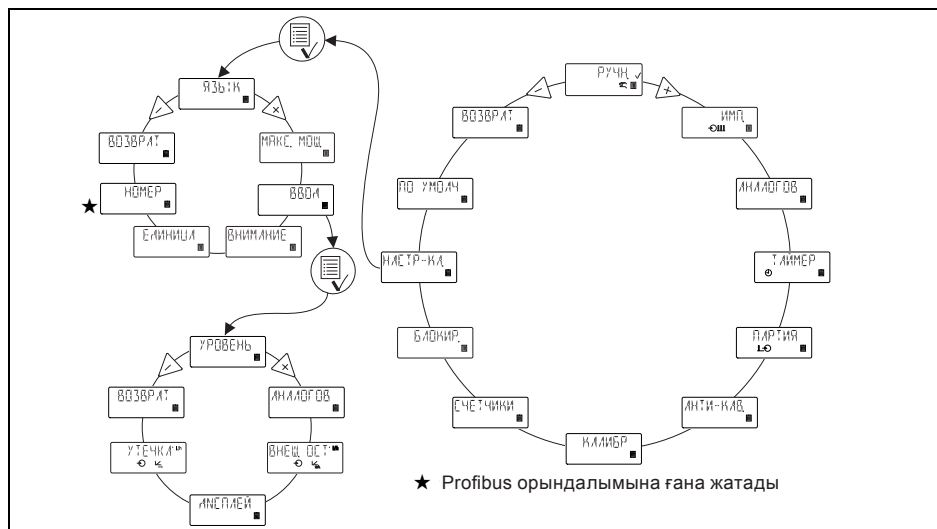 ЯЗЫК
ВОЗВРАТ
МАКС. МОЩ.
НОМЕР
ВВОД
★
ЕДИНИЦА
ВНИМАНИЕ
УРОВЕНЬ
ВОЗВРАТ
АНАЛОГОВ
УТЕЧКА
ВНЕШ. ОСТ
ДИСПЛЕЙ
РУЧН.
ВОЗВРАТ
ИМП.
ПО УМОЛЧ
АНАЛОГОВ
НАСТР-КА
ТАЙМЕР
БЛОКИР.
ПАРТИЯ
СЧЕТЧИКИ
АНТИ-КАВ.
КАЛИБР
★ Profibus орындалымына ғана жатады